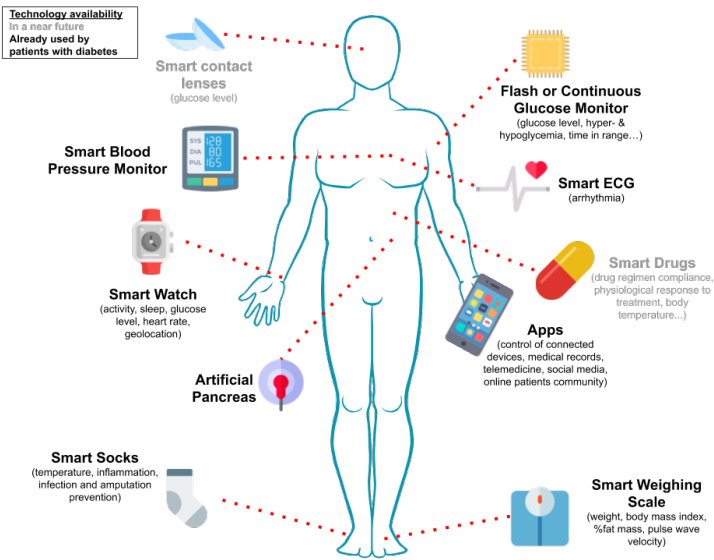 Technology availability
In a near future
Already used by
patients with diabetes
Smart contact
lenses
(glucose level)
Flash or Continuous
Glucose Monitor
(glucose level, hyper- &
hypoglycemia, time in range...)
SYS 128
DIA 80
PUL 165
Smart Blood
Pressure Monitor
Smart ECG
(arrhythmia)
Smart Watch
(activity, sleep, glucose
level, heart rate,
geolocation)
Smart Drugs
(drug regimen compliance,
physiological response to
treatment, body
temperature...)
Apps
(control of connected
devices, medical records,
telemedicine, social media,
online patients community)
Artificial
Pancreas
Smart Socks
(temperature, inflammation,
infection and amputation
prevention)
Smart Weighing
Scale
(weight, body mass index,
%fat mass, pulse wave
velocity)